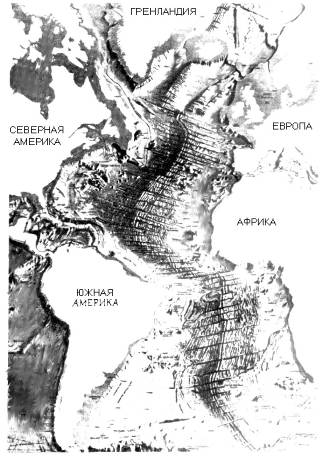 ГРЕНЛАНДИЯ
СЕВЕРНАЯ
АМЕРИКА
ЕВРОПА
АФРИКА
ЮЖНАЯ
АМЕРИКА